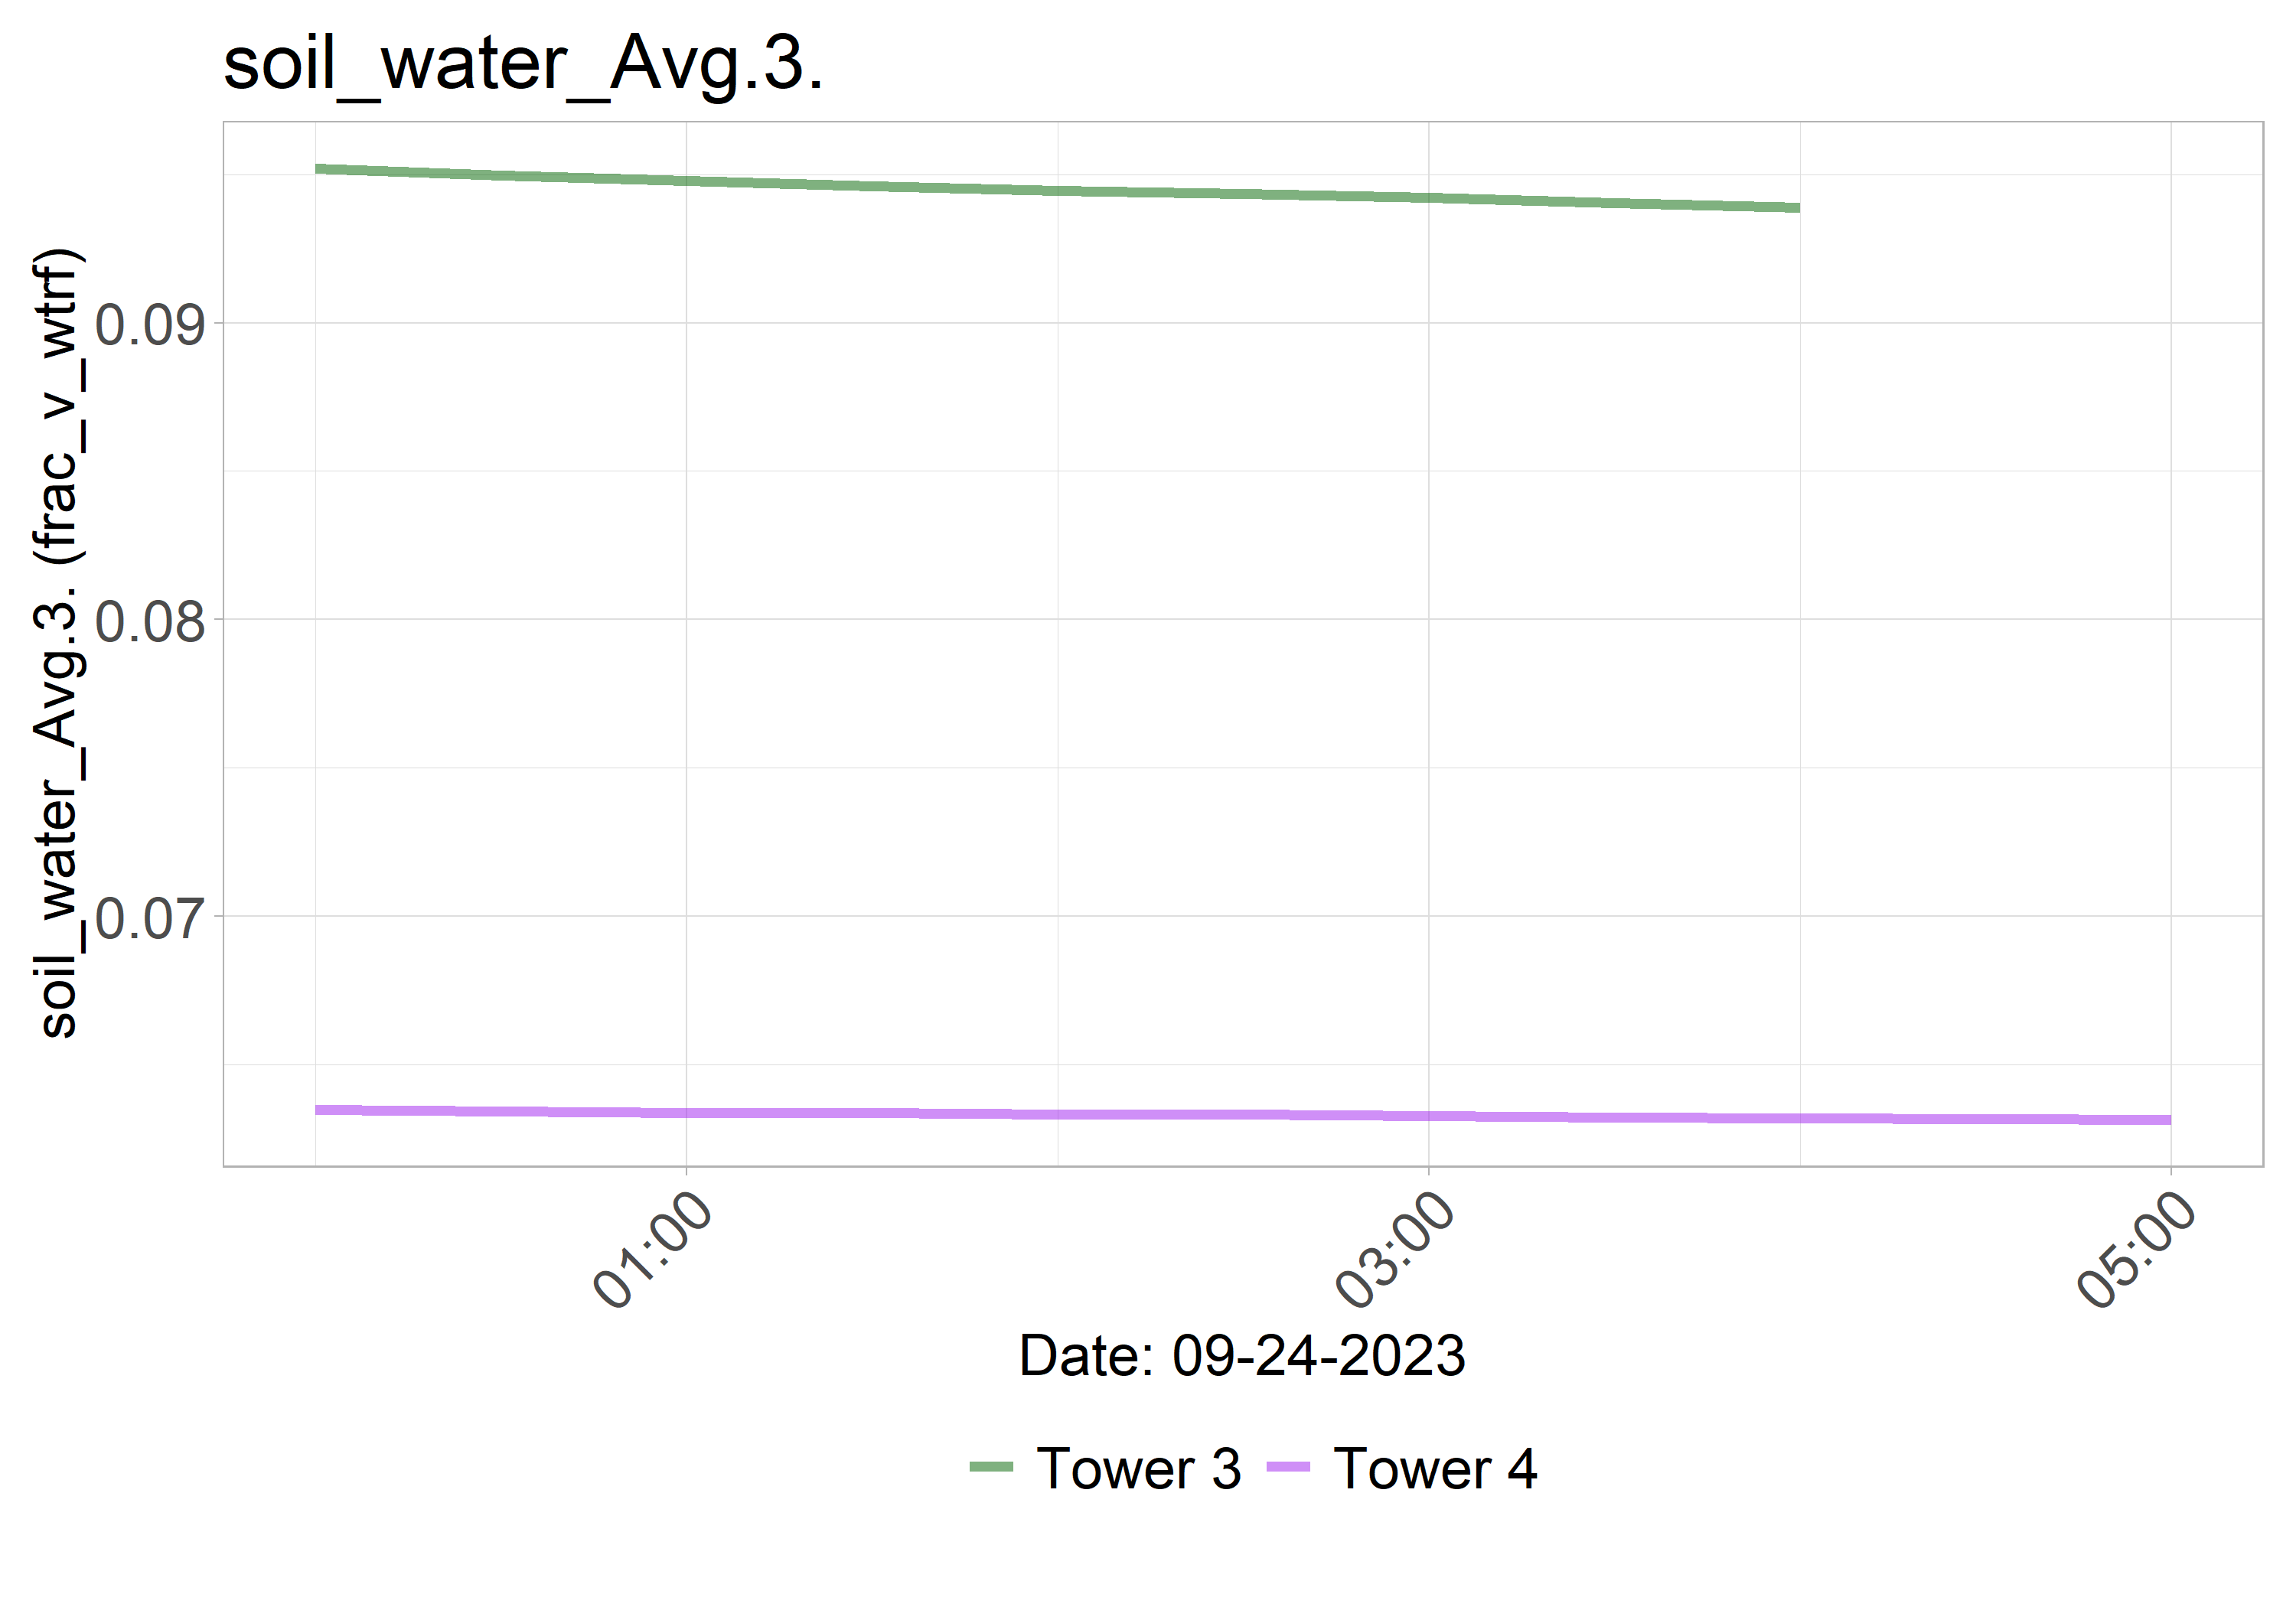 soil_water_Avg.3.
soil_water_Avg.3. (frac_v_wtrf)
0.09
0.08
0.07
01:00
03:00
05:00
Date: 09-24-2023
Tower 3
Tower 4